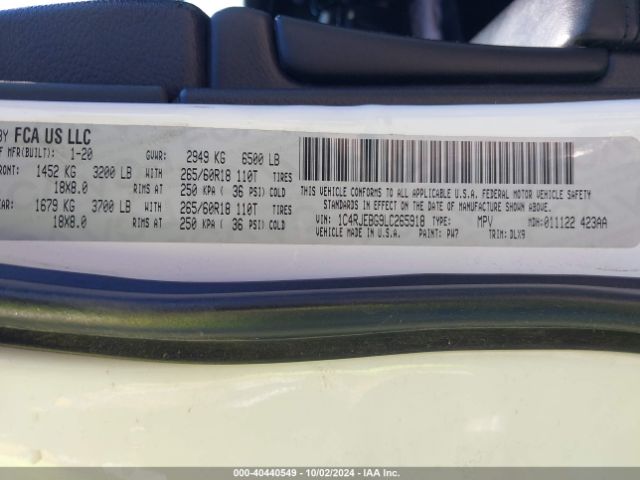 BY FCA US LLC
OF MFR(BUILT): 1-20 GVWR: 2949 KG 6500 LB
FRONT: 1452 KG 3200 LB WITH 265/60R18 110T TIRES
18X8.0 RIMS AT 250 KPA ( 36 PSI) COLD
EAR: 1679 KG 3700 LB WITH 265/60R18 110T TIRES
18X8.0 RIMS AT 250 KPA ( 36 PSI) COLD
THIS VEHICLE CONFORMS TO ALL APPLICABLE U.S.A. FEDERAL MOTOR VEHICLE SAFETY
STANDARDS IN EFFECT ON THE DATE OF MANUFACTURE SHOWN ABOVE.
VIN: 1C4RJEBG9LC265918 TYPE: MPV MDH:011122 423AA
VEHICLE MADE IN U.S.A. PAINT: PW7 TRIM: DLX9
000-40440549 - 10/02/2024 - COPYRIGHT IAA, Inc.